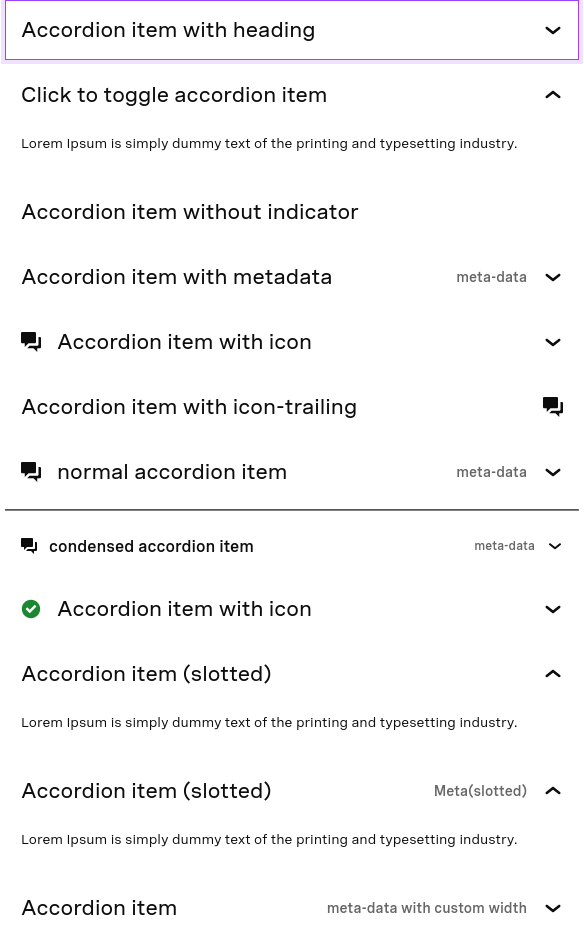 Accordion item with heading
Click to toggle accordion item
Lorem Ipsum is simply dummy text of the printing and typesetting industry.
Accordion item without indicator
Accordion item with metadata meta-data
Accordion item with icon
Accordion item with icon-trailing
normal accordion item meta-data
condensed accordion item meta-data
Accordion item with icon
Accordion item (slotted)
Lorem Ipsum is simply dummy text of the printing and typesetting industry.
Accordion item (slotted) Meta(slotted)
Lorem Ipsum is simply dummy text of the printing and typesetting industry.
Accordion item meta-data with custom width